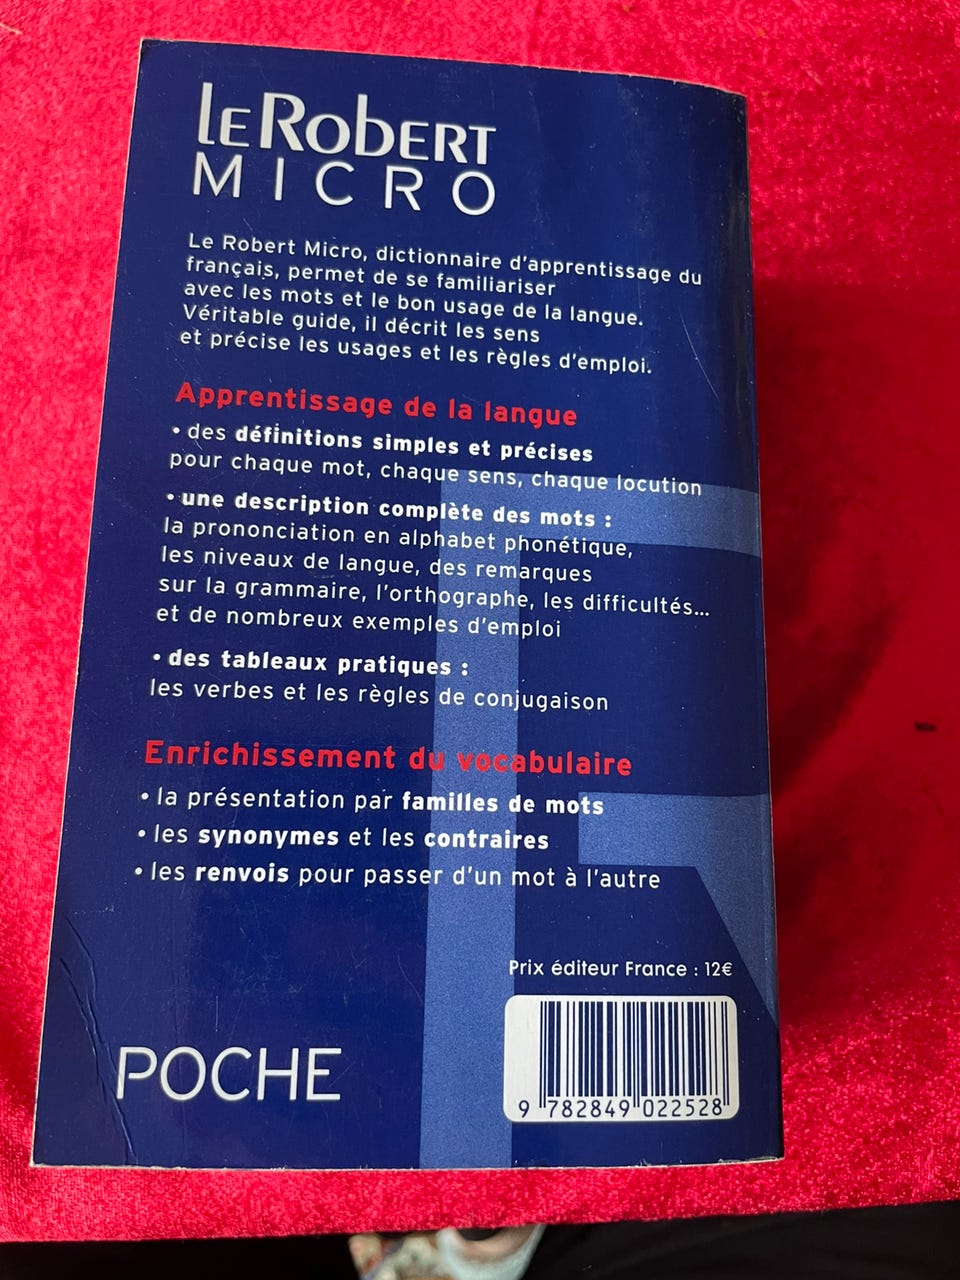 LE ROBERT
MICRO
Le Robert Micro, dictionnaire d'apprentissage du
français, permet de se familiariser
avec les mots et le bon usage de la langue.
Véritable guide, il décrit les sens
et précise les usages et les règles d'emploi.
Apprentissage de la langue
• des définitions simples et précises
pour chaque mot, chaque sens, chaque locution
• une description complète des mots :
la prononciation en alphabet phonétique,
les niveaux de langue, des remarques
sur la grammaire, l'orthographe, les difficultés...
et de nombreux exemples d'emploi
• des tableaux pratiques :
les verbes et les règles de conjugaison
Enrichissement du vocabulaire
• la présentation par familles de mots
• les synonymes et les contraires
• les renvois pour passer d'un mot à l'autre
Prix éditeur France : 12€
POCHE
9 782849 022528